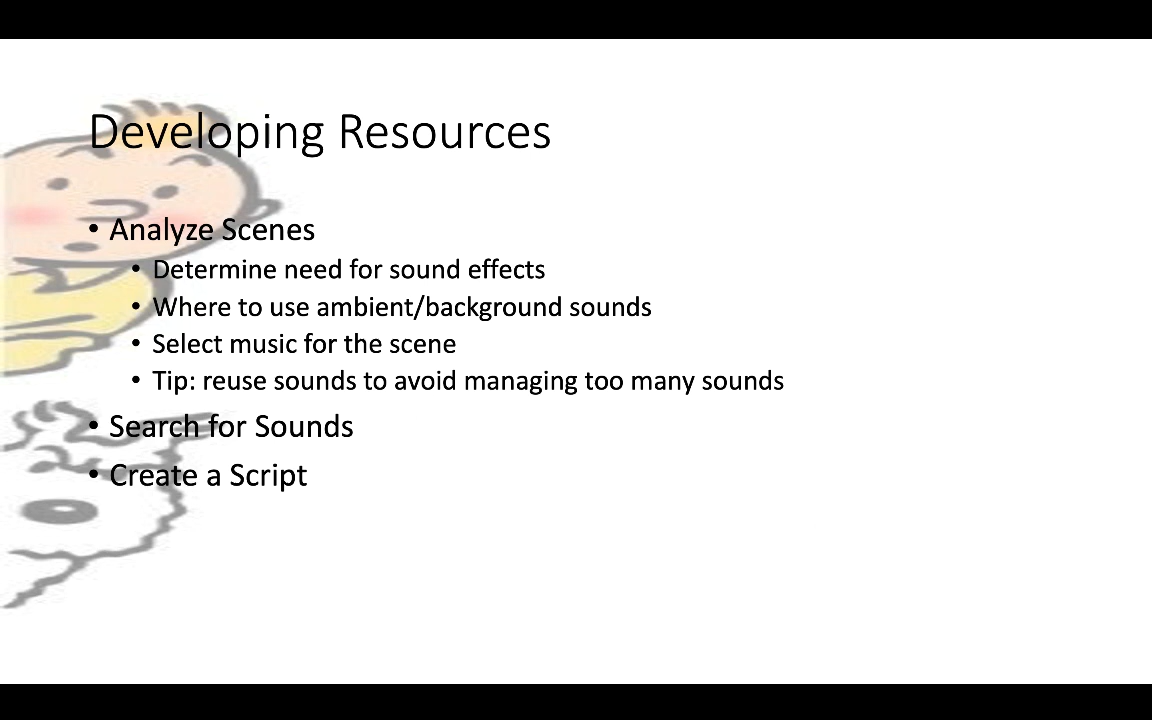 Developing Resources
• Analyze Scenes
• Determine need for sound effects
• Where to use ambient/background sounds
• Select music for the scene
• Tip: reuse sounds to avoid managing too many sounds
• Search for Sounds
• Create a Script